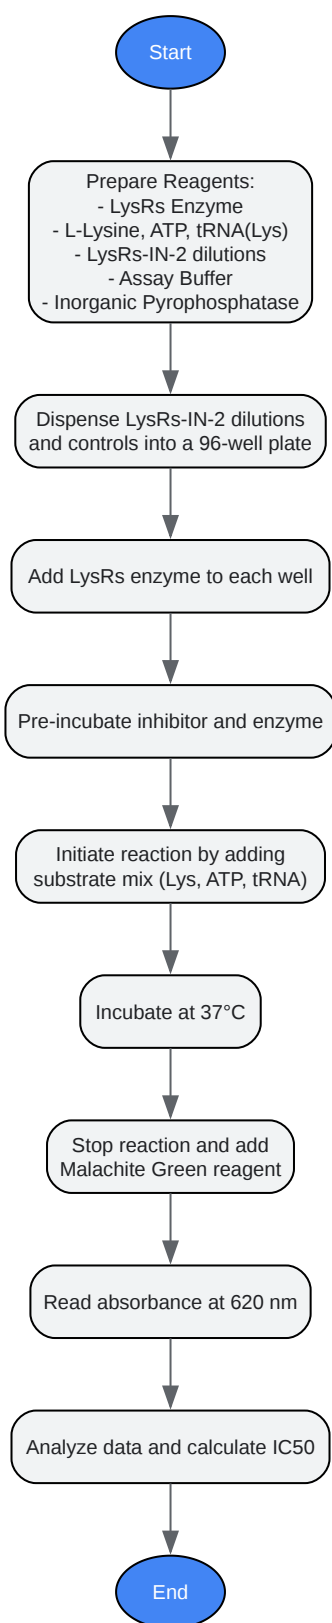 Start
Prepare Reagents:
- LysRs Enzyme
- L-Lysine, ATP, tRNA(Lys)
- LysRs-IN-2 dilutions
- Assay Buffer
- Inorganic Pyrophosphatase
Dispense LysRs-IN-2 dilutions
and controls into a 96-well plate
Add LysRs enzyme to each well
Pre-incubate inhibitor and enzyme
Initiate reaction by adding
substrate mix (Lys, ATP, tRNA)
Incubate at 37°C
Stop reaction and add
Malachite Green reagent
Read absorbance at 620 nm
Analyze data and calculate IC50
End